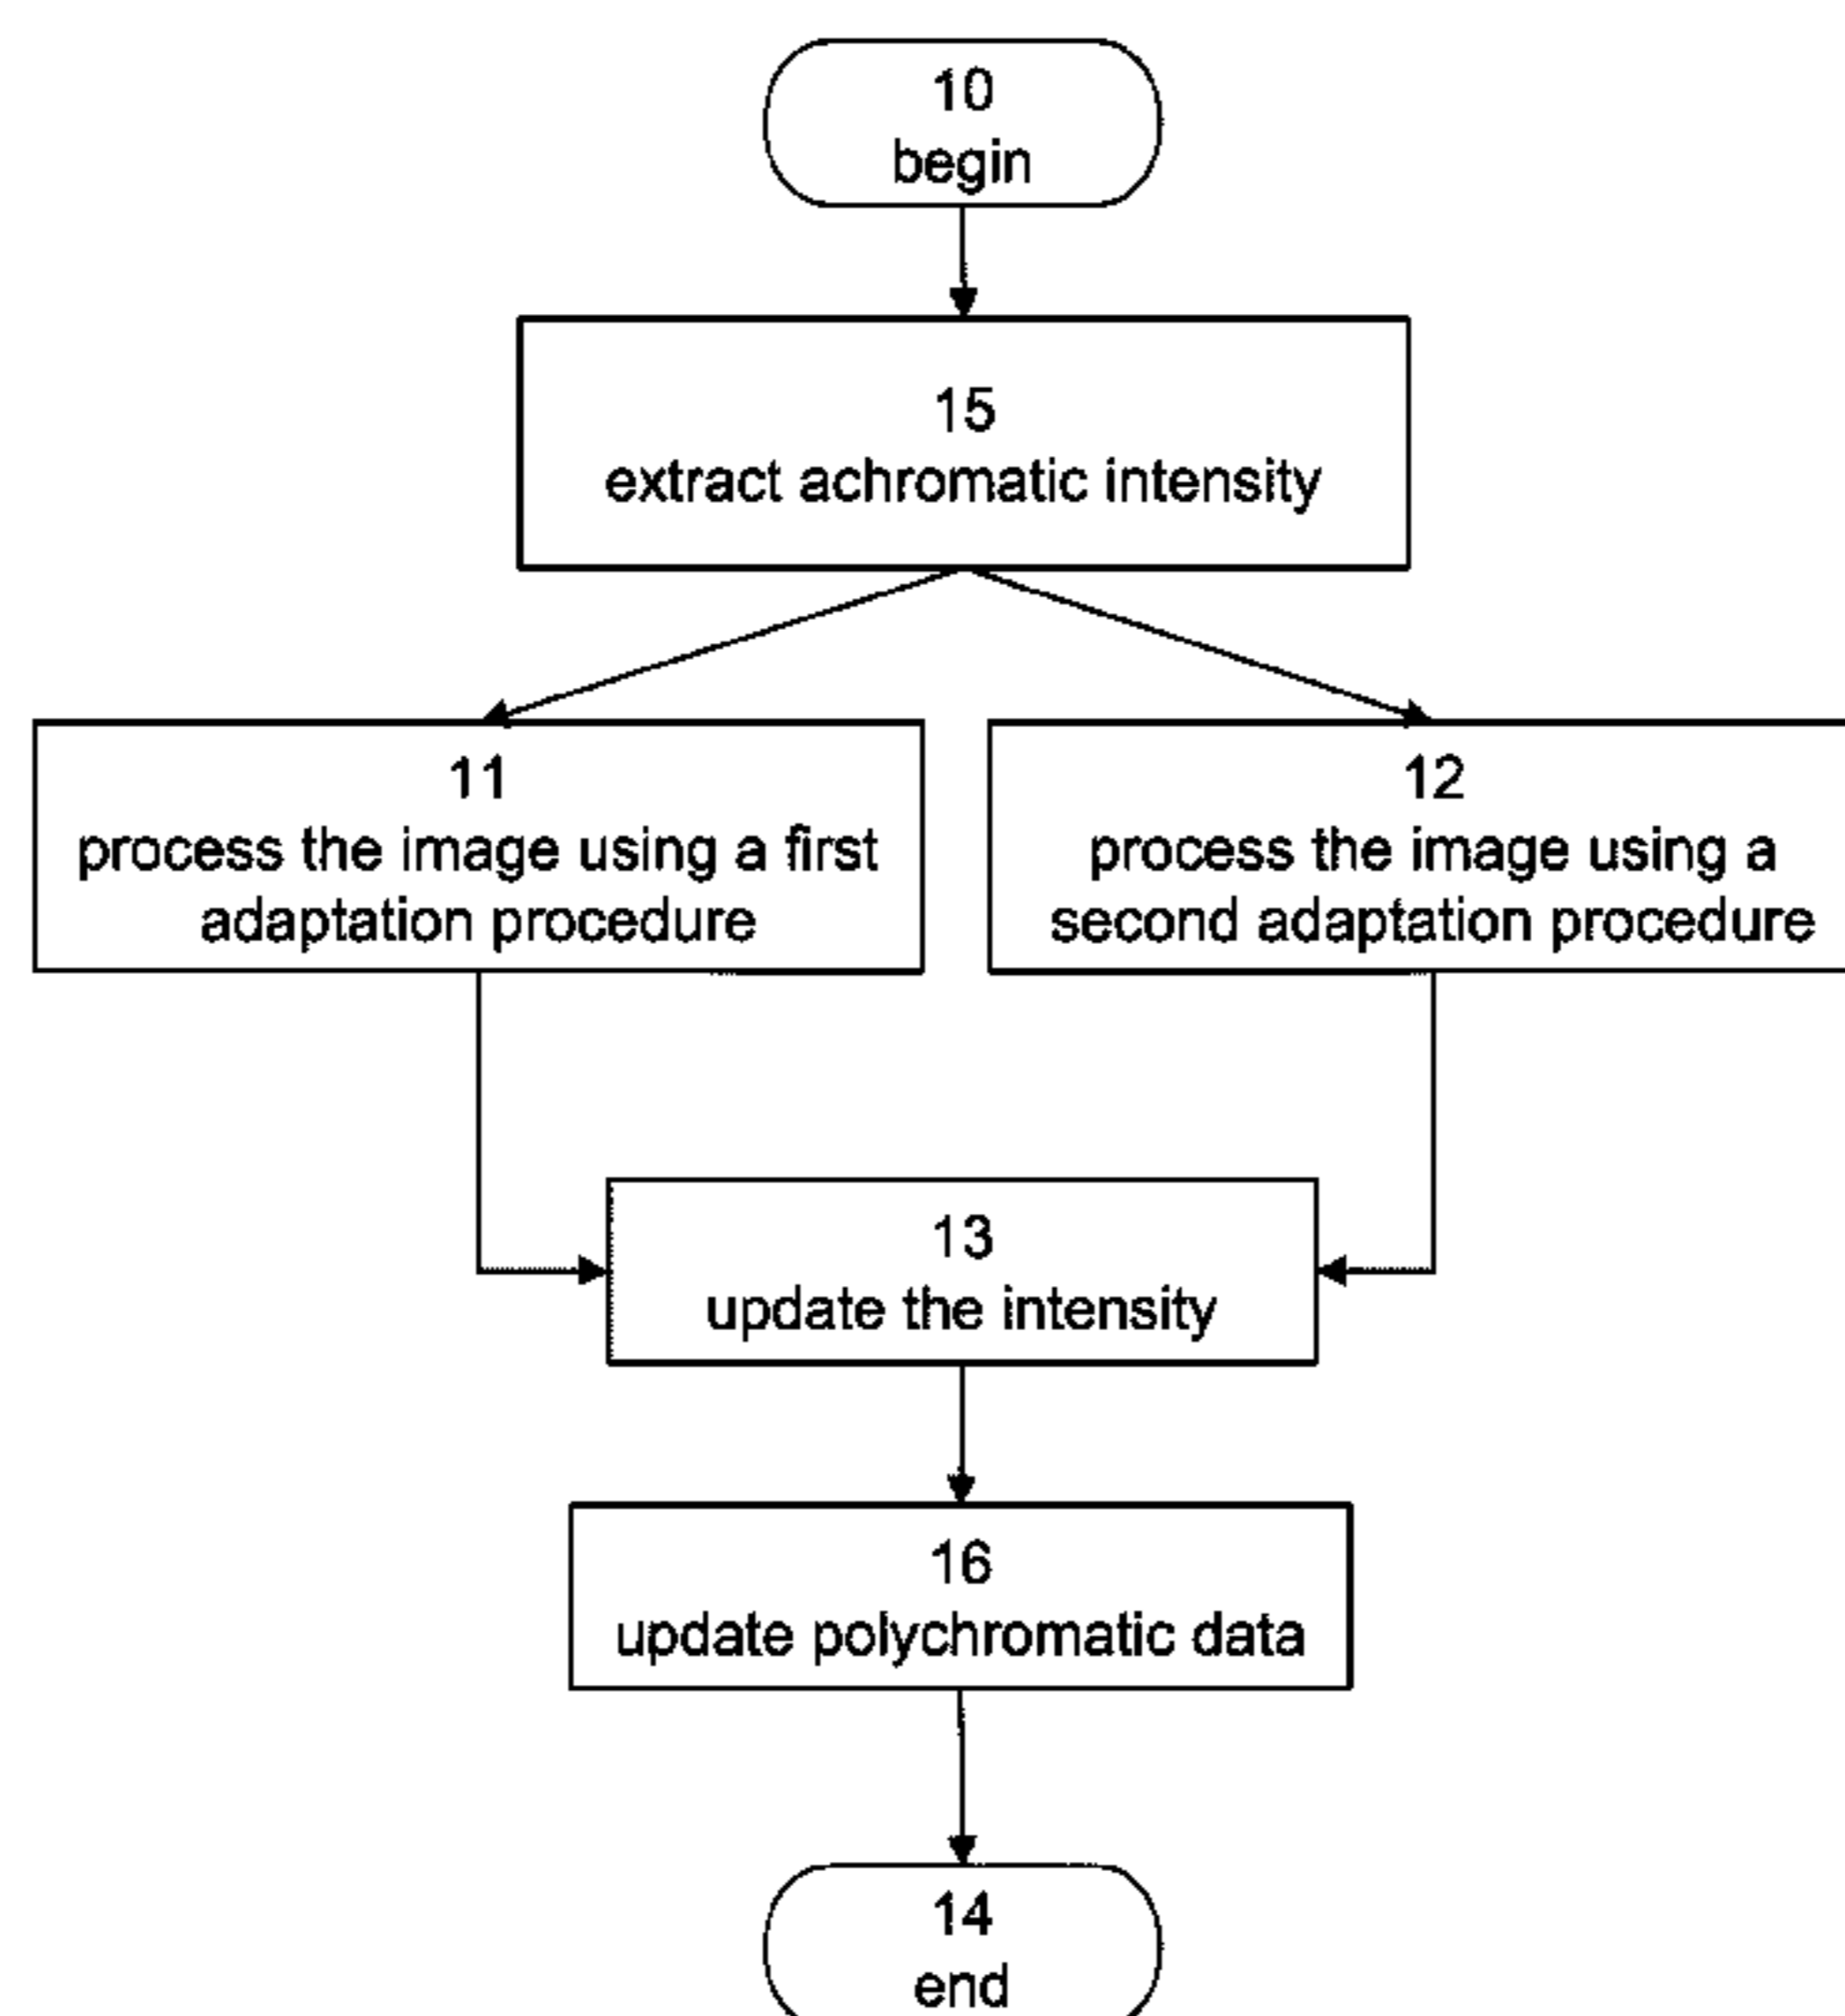 10
begin
15
extract achromatic intensity
11
process the image using a first
adaptation procedure
12
process the image using a
second adaptation procedure
13
update the intensity
16
update polychromatic data
14
end